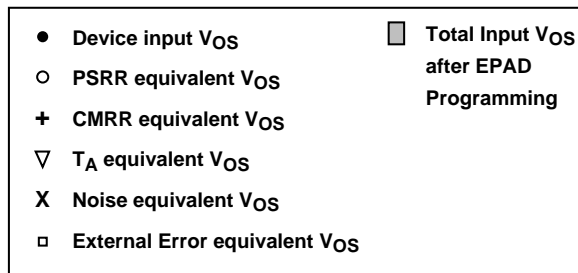 ● Device input VOS
○ PSRR equivalent VOS
+ CMRR equivalent VOS
▽ TA equivalent VOS
X Noise equivalent VOS
□ External Error equivalent VOS
Total Input VOS
after EPAD
Programming